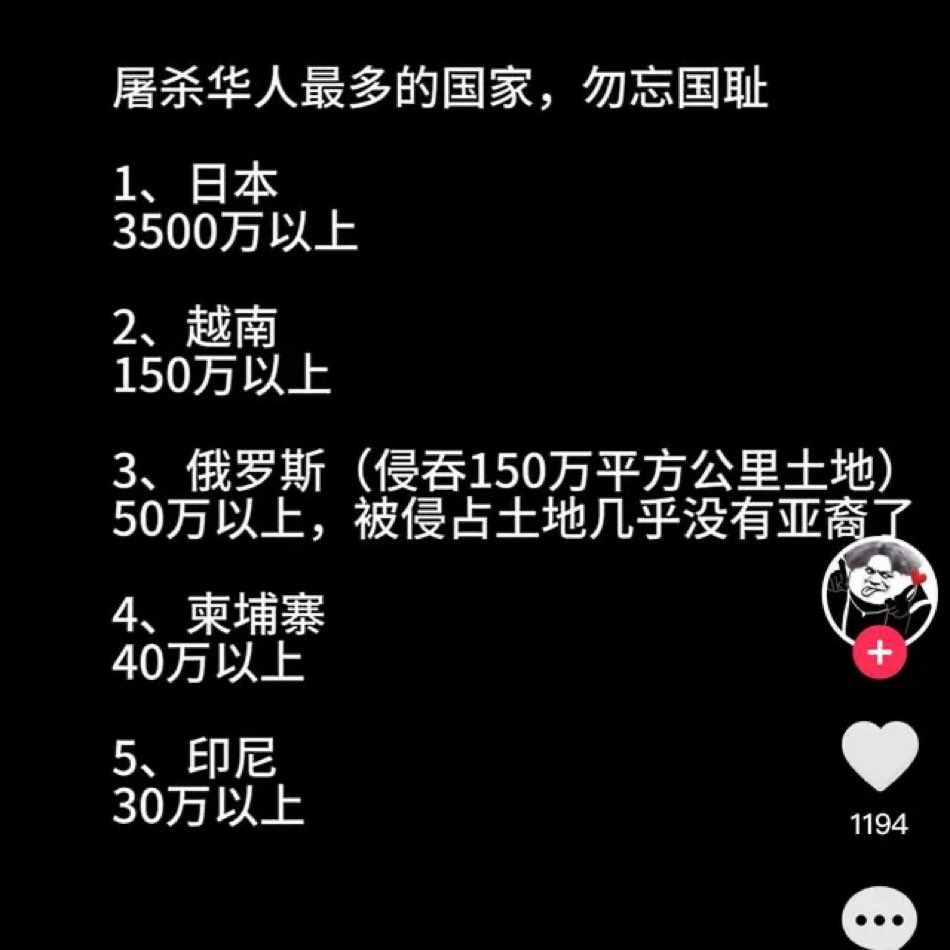 屠杀华人最多的国家，勿忘国耻
1、日本
3500万以上
2、越南
150万以上
3、俄罗斯（侵吞150万平方公里土地）
50万以上，被侵占土地几乎没有亚裔了
4、柬埔寨
40万以上
5、印尼
30万以上
1194